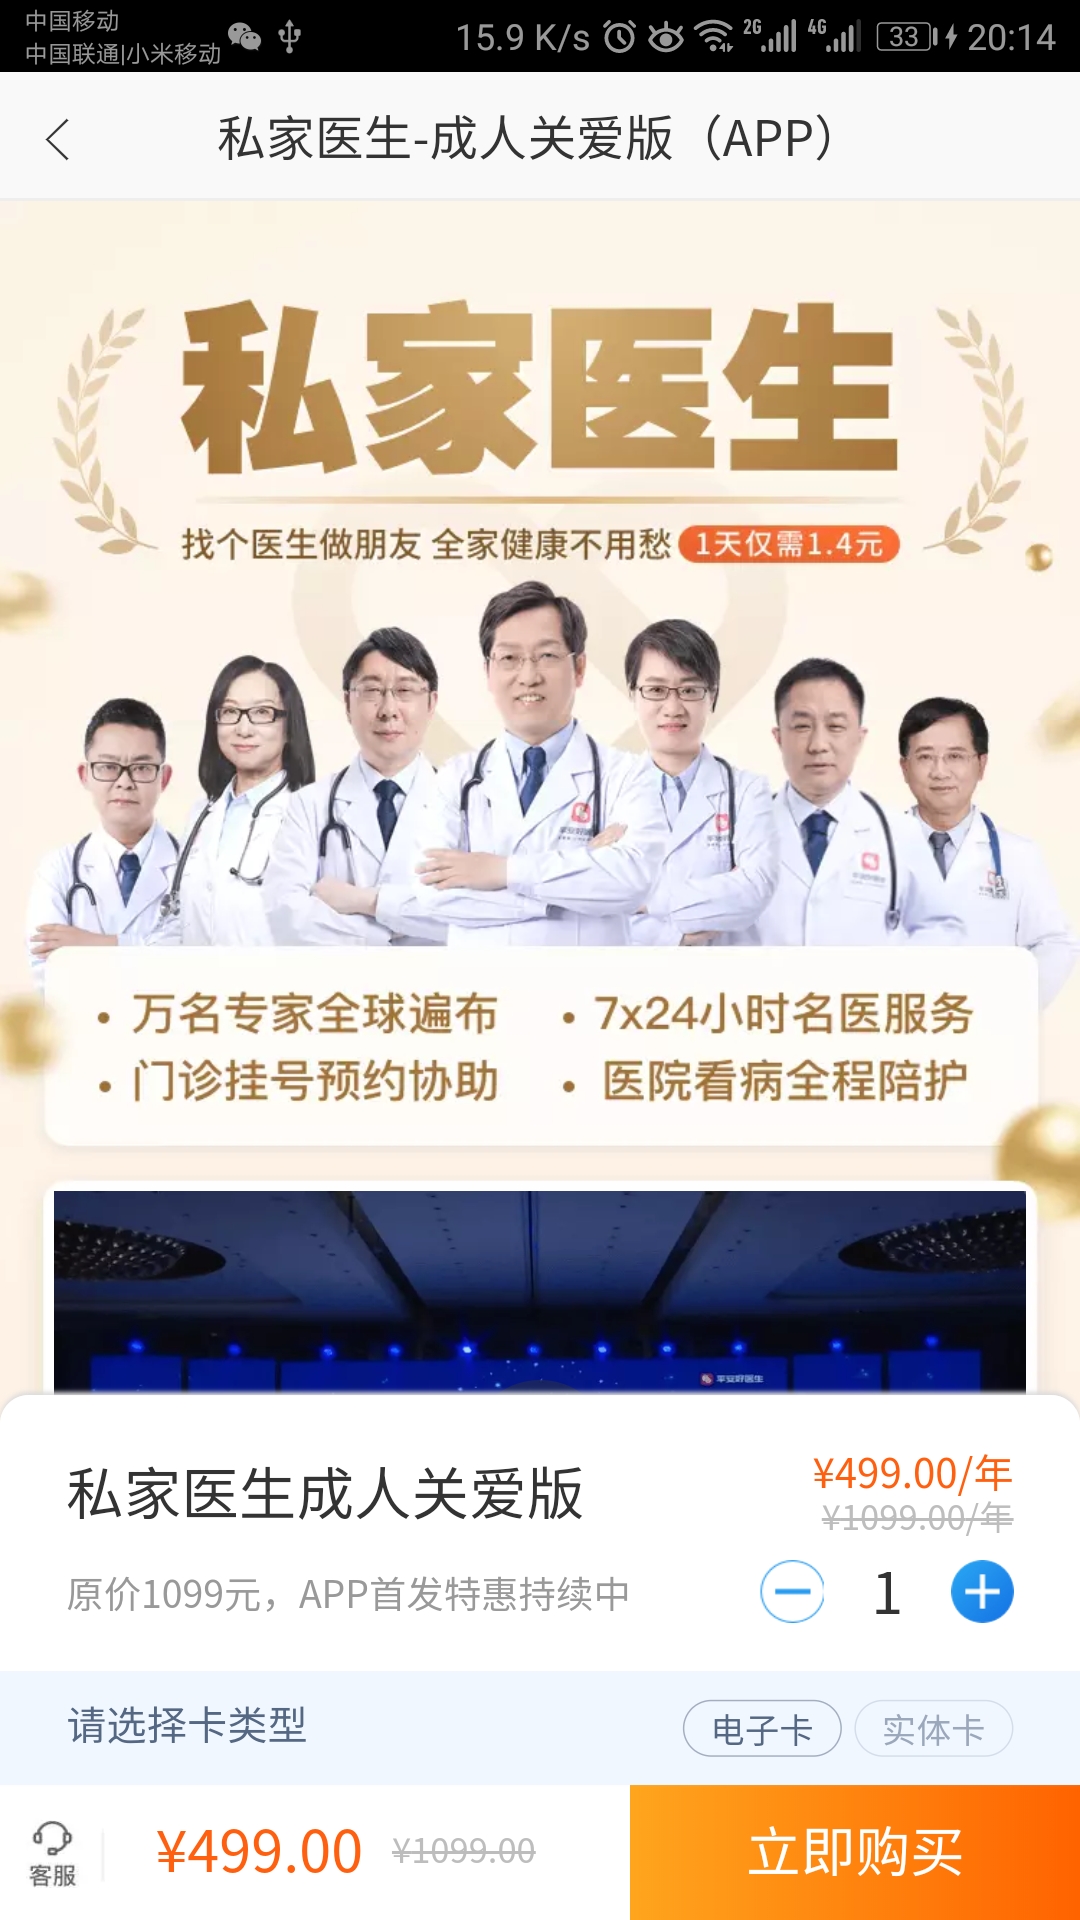 中国移动
中国联通|小米移动
15.9 K/s
2G
4G
33
20:14
私家医生-成人关爱版（APP）
私家医生
找个医生做朋友 全家健康不用愁 1天仅需1.4元
• 万名专家全球遍布
• 7x24小时名医服务
• 门诊挂号预约协助
• 医院看病全程陪护
平安好医生
私家医生成人关爱版
¥499.00/年
¥1099.00/年
原价1099元，APP首发特惠持续中
1
请选择卡类型
电子卡
实体卡
客服
¥499.00
¥1099.00
立即购买